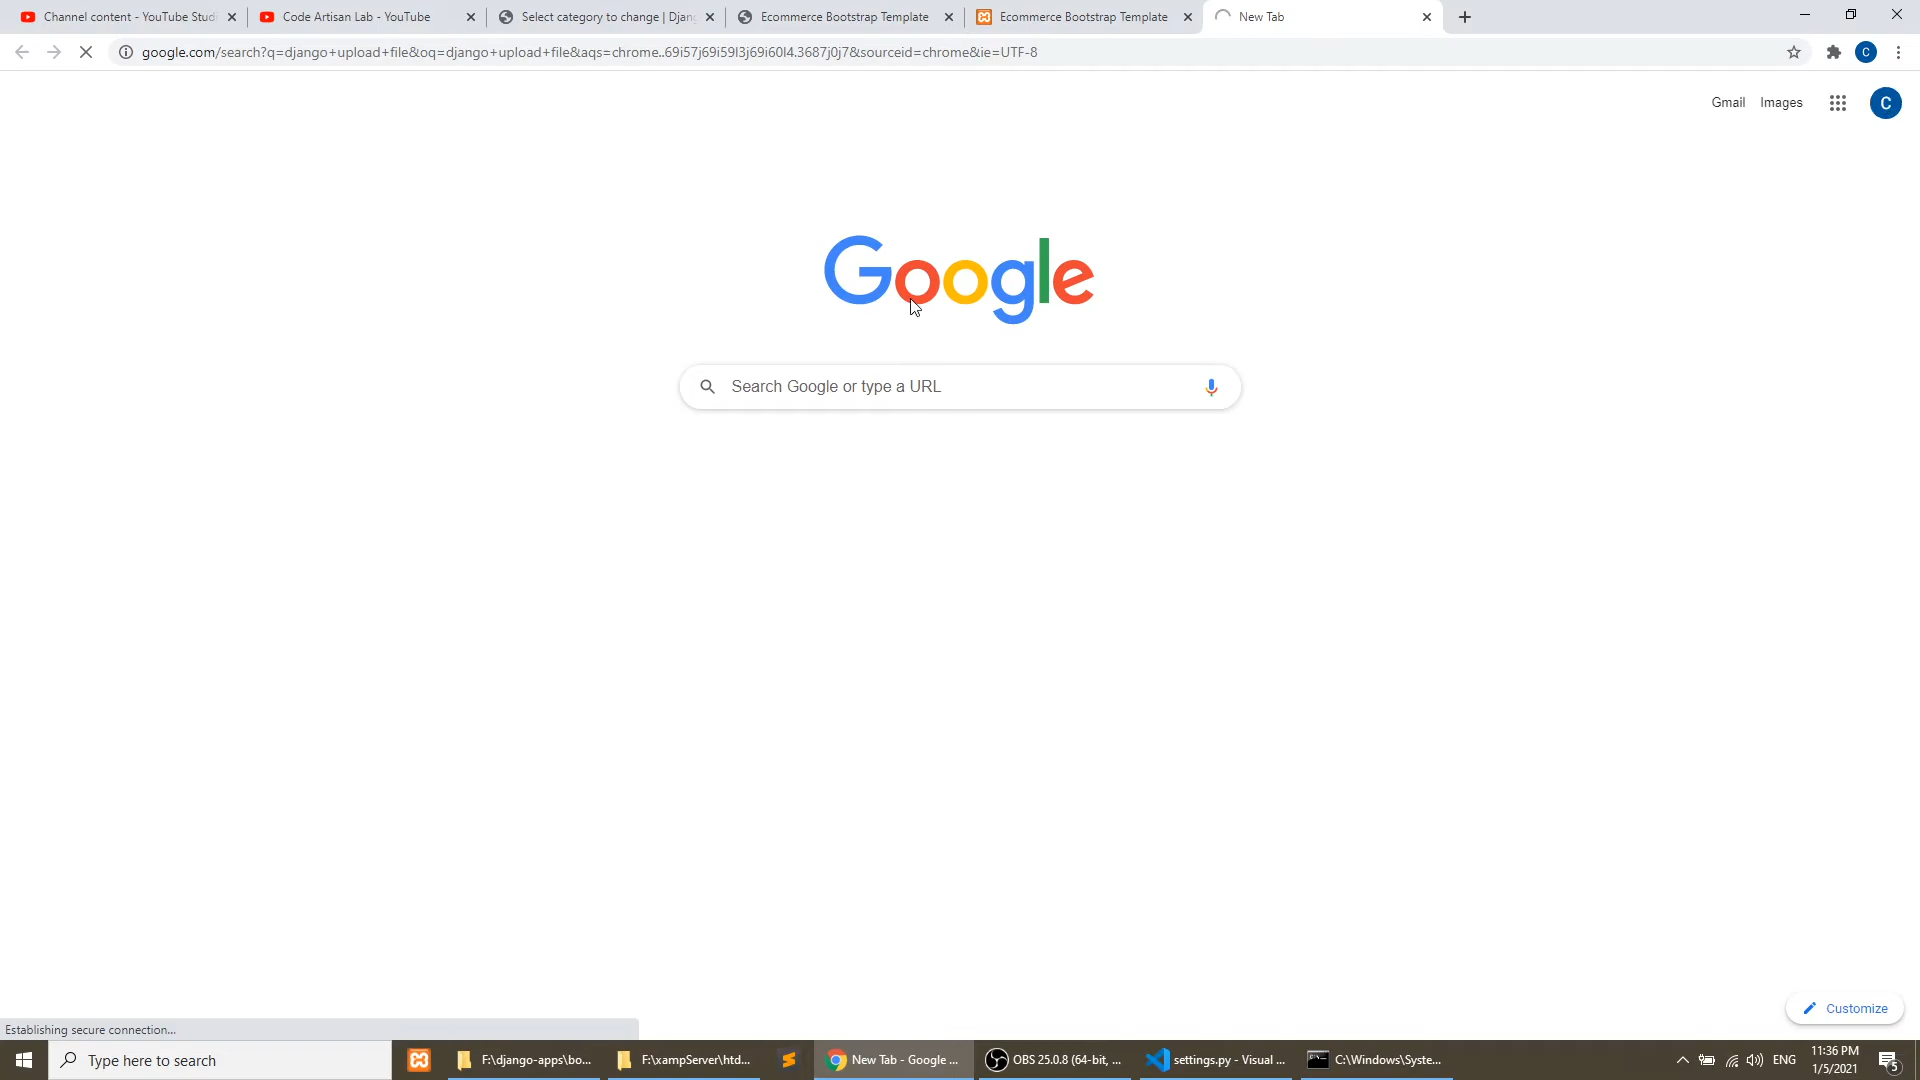 Channel content - YouTube Studi
Code Artisan Lab - YouTube
Select category to change | Djan
Ecommerce Bootstrap Template
Ecommerce Bootstrap Template
New Tab
google.com/search?q=django+upload+file&oq=django+upload+file&aqs=chrome..69i57j69i59l3j69i60l4.3687j0j7&sourceid=chrome&ie=UTF-8
C
Gmail
Images
C
Google
Search Google or type a URL
Customize
Establishing secure connection...
Type here to search
F:\django-apps\bo...
F:\xampServer\htd...
New Tab - Google ...
OBS 25.0.8 (64-bit, ...
settings.py - Visual ...
C:\Windows\Syste...
ENG
11:36 PM
1/5/2021
5